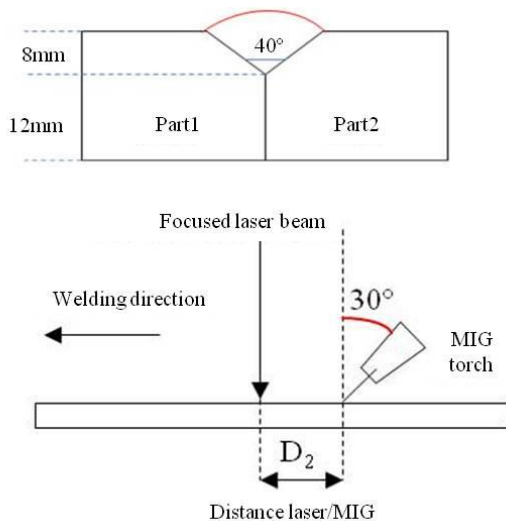 40°
8mm
12mm
Part1
Part2
Focused laser beam
30°
Welding direction
MIG
torch
D₂
Distance laser/MIG